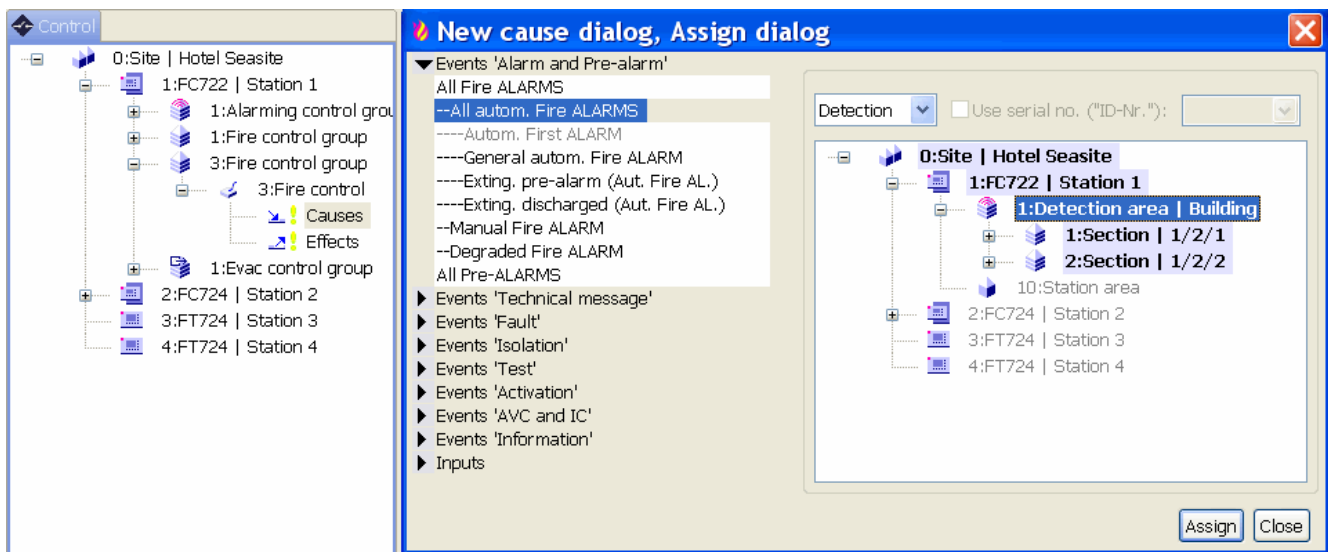 Control
0:Site | Hotel Seasite
1:FC722 | Station 1
1:Alarming control grou
1:Fire control group
3:Fire control group
3:Fire control
Causes
Effects
1:Evac control group
2:FC724 | Station 2
3:FT724 | Station 3
4:FT724 | Station 4
New cause dialog, Assign dialog
Events 'Alarm and Pre-alarm'
All Fire ALARMS
--All autom. Fire ALARMS
----Autom. First ALARM
----General autom. Fire ALARM
----Exting. pre-alarm (Aut. Fire AL.)
----Exting. discharged (Aut. Fire AL.)
--Manual Fire ALARM
--Degraded Fire ALARM
All Pre-ALARMS
Events 'Technical message'
Events 'Fault'
Events 'Isolation'
Events 'Test'
Events 'Activation'
Events 'AVC and IC'
Events 'Information'
Inputs
Detection
Use serial no. ("ID-Nr."):
0:Site | Hotel Seasite
1:FC722 | Station 1
1:Detection area | Building
1:Section | 1/2/1
2:Section | 1/2/2
10:Station area
2:FC724 | Station 2
3:FT724 | Station 3
4:FT724 | Station 4
Assign
Close